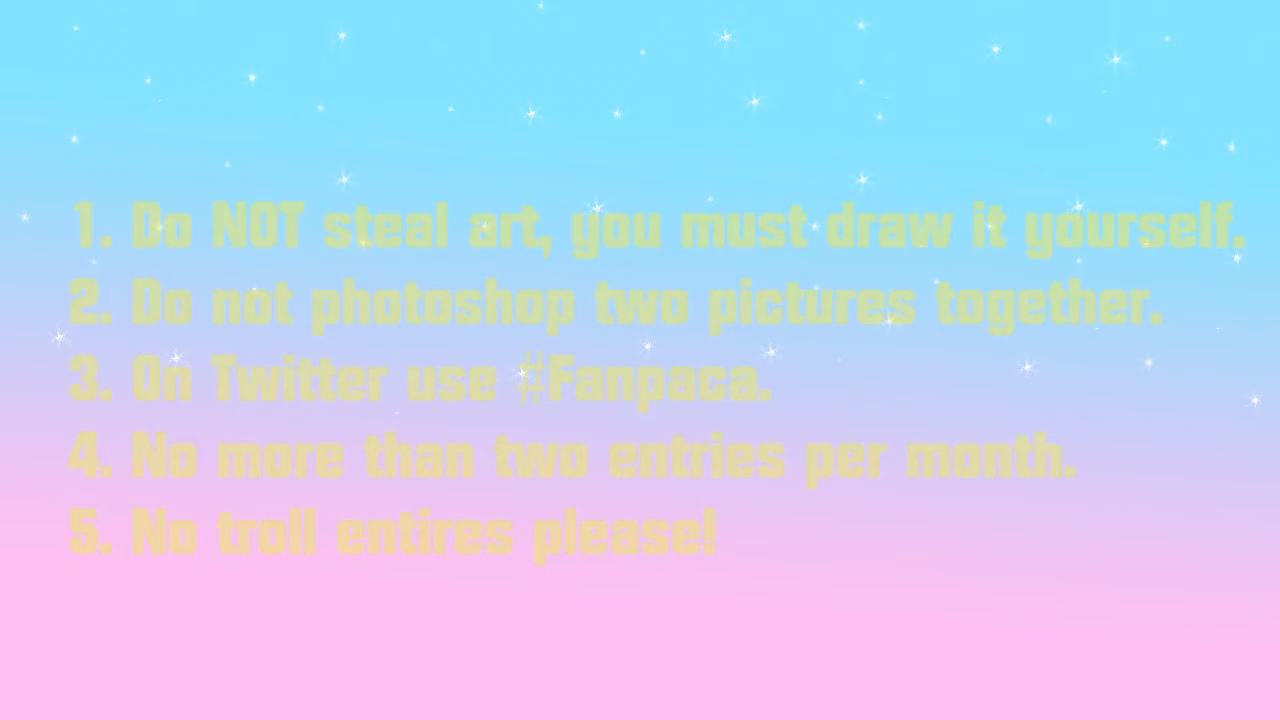 1. Do NOT steal art, you must draw it yourself.
2. Do not photoshop two pictures together.
3. On Twitter use #Fanpaca.
4. No more than two entries per month.
5. No troll entires please!